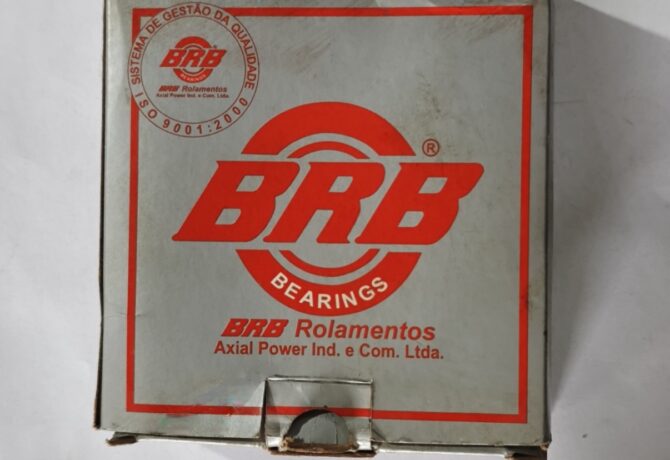 SISTEMA DE GESTÃO DA QUALIDADE
BRB
BEARINGS
BRB Rolamentos
Axial Power Ind. e Com. Ltda.
ISO 9001:2000
BRB®
BEARINGS
BRB Rolamentos
Axial Power Ind. e Com. Ltda.